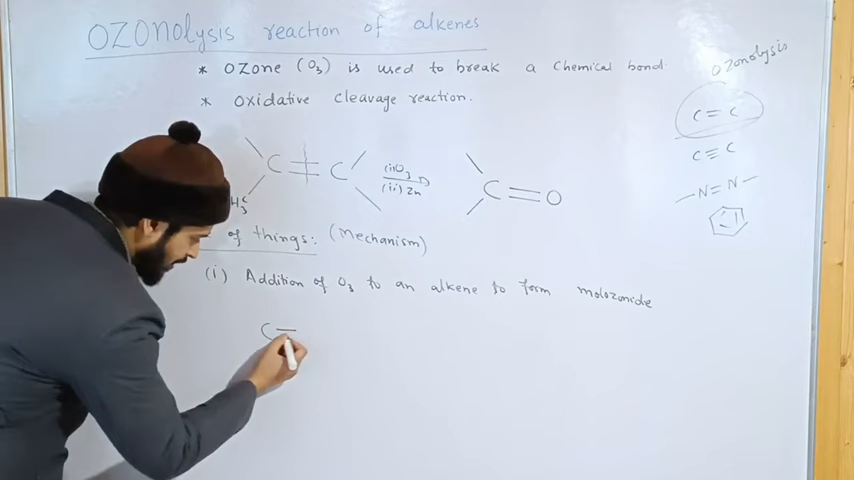 Ozonolysis reaction of alkenes
* Ozone (O3) is used to break a chemical bond.
* Oxidative cleavage reaction.
C = C (i) O3 (ii) Zn C = O
H3
of things: (Mechanism)
(i) Addition of O3 to an alkene to form molozonide
C
Ozonolysis
C = C
C ≡ C
N = N